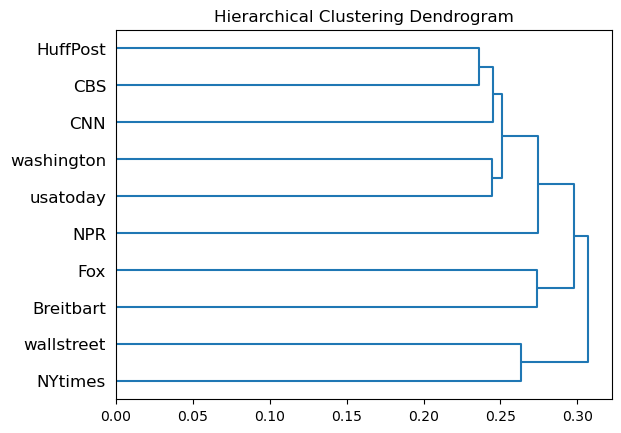 Hierarchical Clustering Dendrogram
HuffPost
CBS
CNN
washington
usatoday
NPR
Fox
Breitbart
wallstreet
NYtimes
0.00 0.05 0.10 0.15 0.20 0.25 0.30